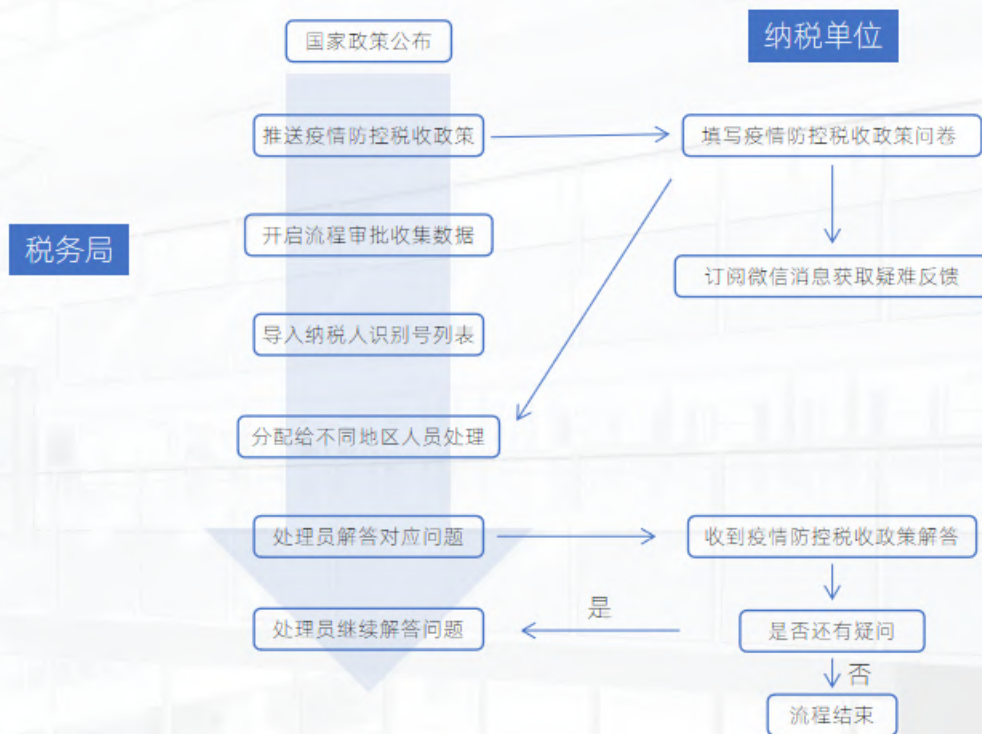 国家政策公布
纳税单位
推送疫情防控税收政策
填写疫情防控税收政策问卷
税务局
开启流程审批收集数据
订阅微信消息获取疑难反馈
导入纳税人识别号列表
分配给不同地区人员处理
处理员解答对应问题
收到疫情防控税收政策解答
处理员继续解答问题
是
是否还有疑问
否
流程结束